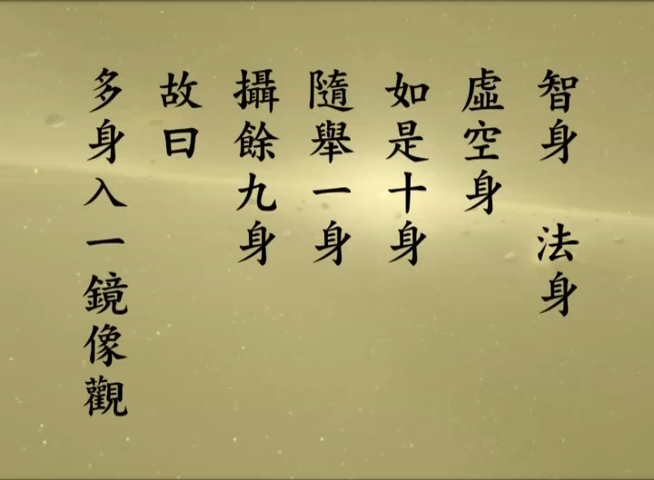 智身　法身
虛空身
如是十身
隨舉一身
攝餘九身
故曰
多身入一鏡像觀